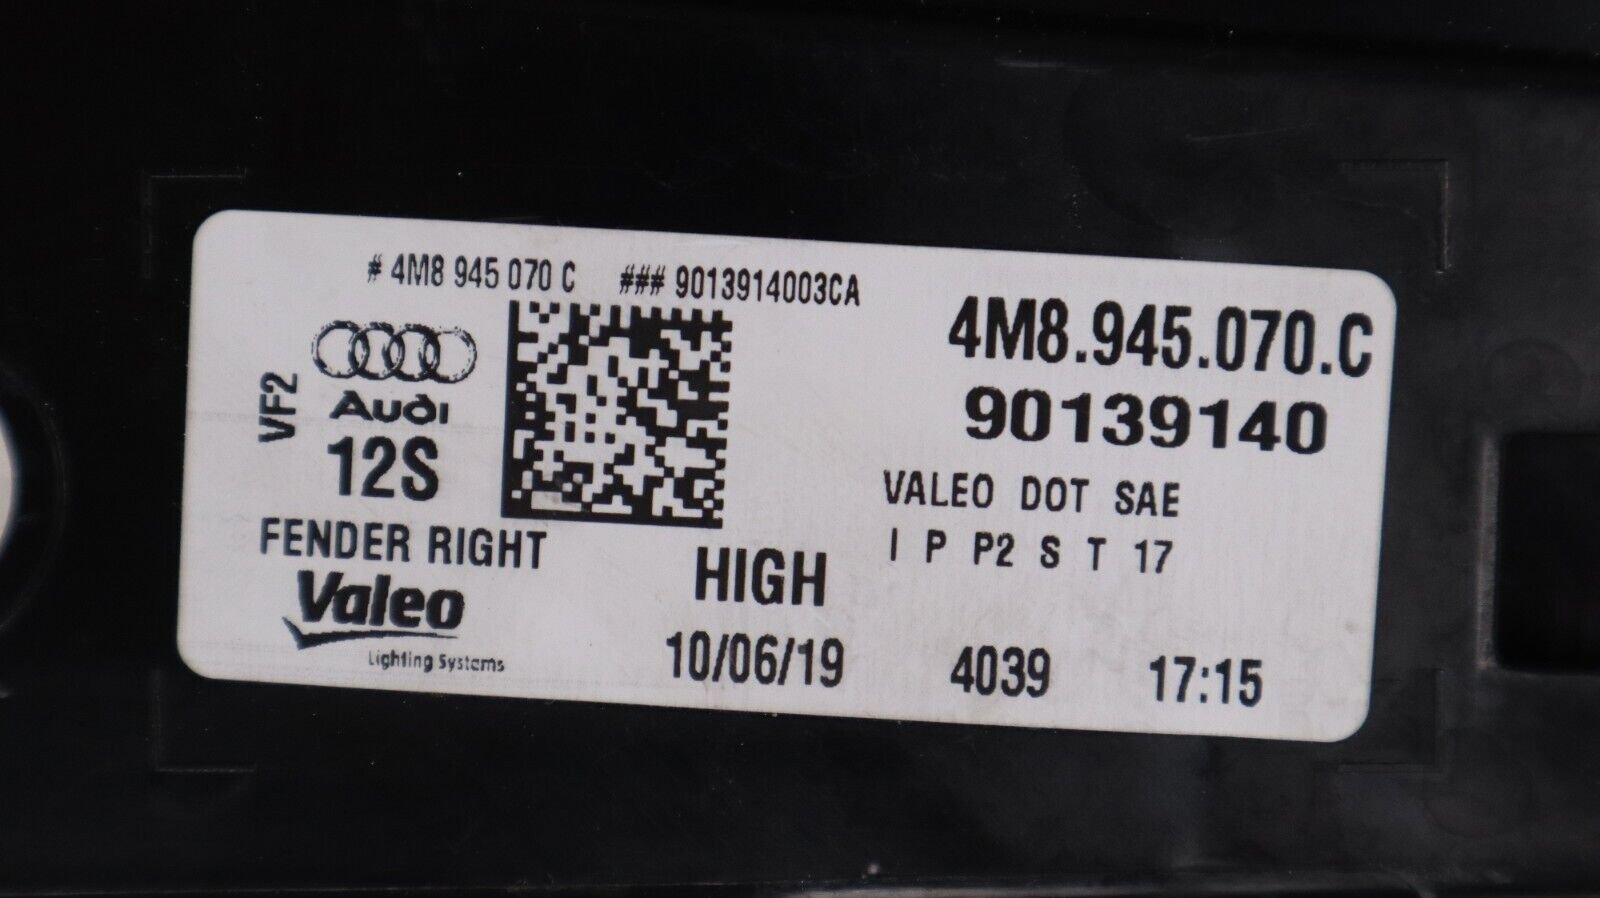 # 4M8 945 070 C ### 9013914003CA
4M8.945.070.C
90139140
VF2
Audi
12S
FENDER RIGHT
VALEO DOT SAE
I P P2 S T 17
HIGH
Valeo
Lighting Systems
10/06/19 4039 17:15